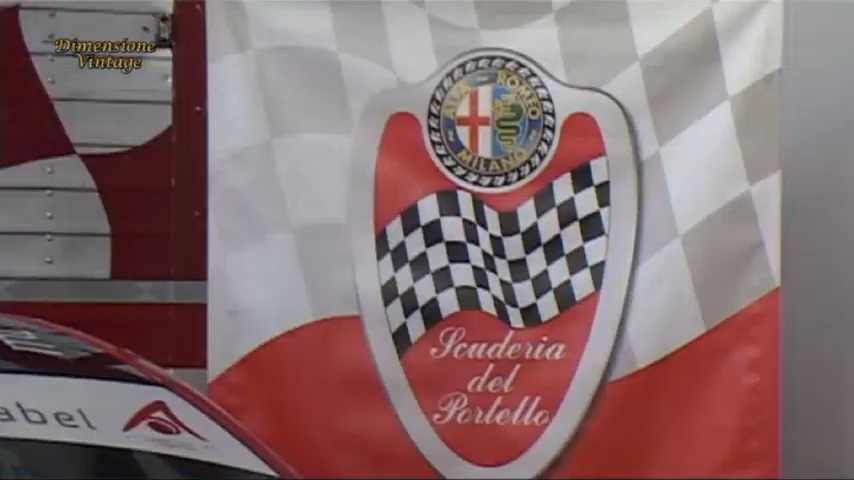 Dimensione
Vintage
ALFA ROMEO
MILANO
Scuderia
del
Portello
abel